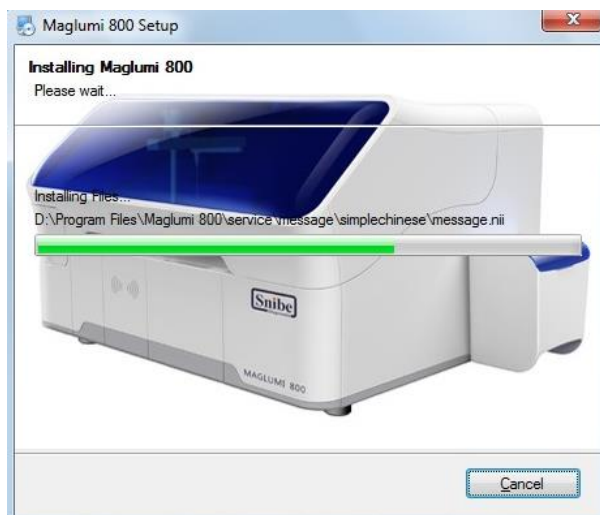 Maglumi 800 Setup
Installing Maglumi 800
Please wait...
Installing Files...
D:\Program Files\Maglumi 800\service\message\simplechinese\message.nii
Snibe
MAGLUMI 800
Cancel